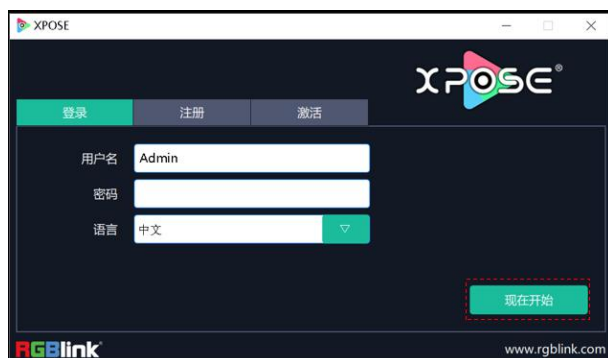 XPOSE
XPOSE®
登录
注册
激活
用户名
Admin
密码
语言
中文
现在开始
RGBlink
www.rgblink.com